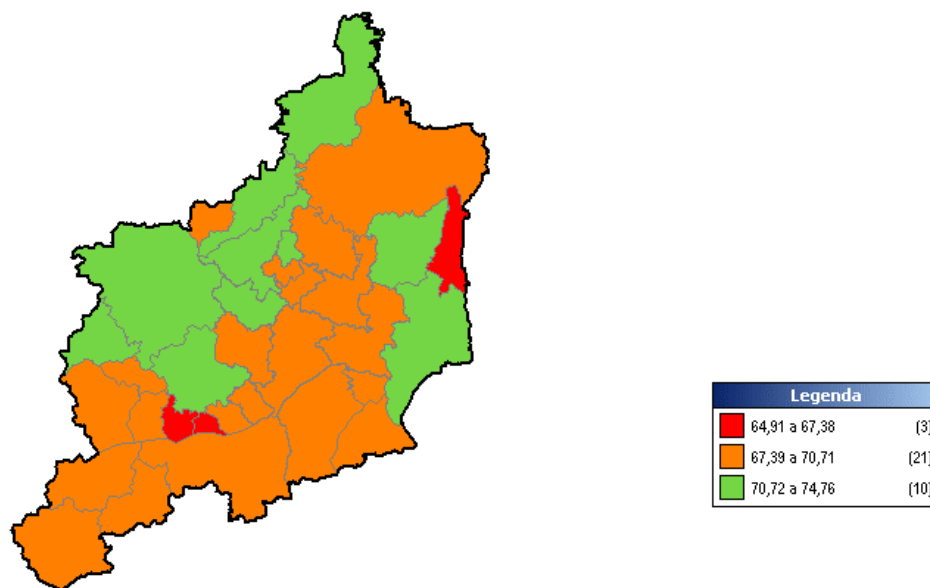 Legenda
64,91 a 67,38 (3)
67,39 a 70,71 (21)
70,72 a 74,76 (10)